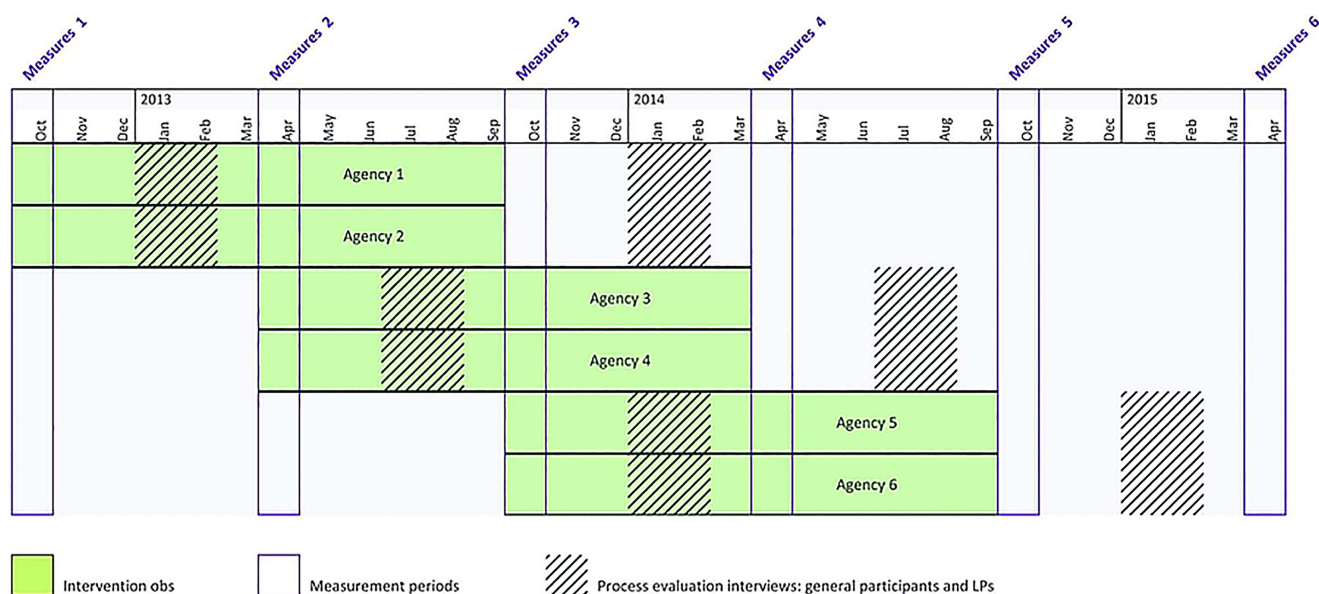 Measures 1
Measures 2
Measures 3
Measures 4
Measures 5
Measures 6
2013
2014
2015
Oct Nov Dec Jan Feb Mar Apr May Jun Jul Aug Sep Oct Nov Dec Jan Feb Mar Apr May Jun Jul Aug Sep Oct Nov Dec Jan Feb Mar Apr
Agency 1
Agency 2
Agency 3
Agency 4
Agency 5
Agency 6
Intervention obs
Measurement periods
Process evaluation interviews: general participants and LPs